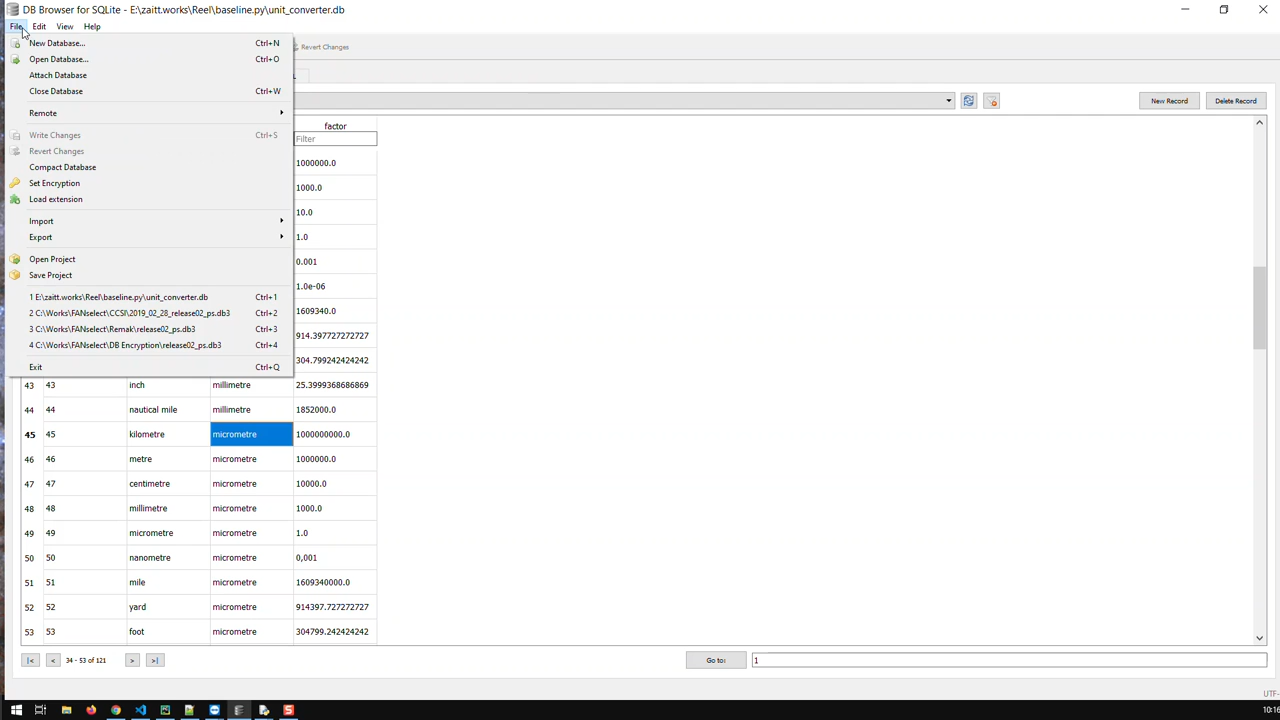 DB Browser for SQLite - E:\zaitt.works\Reel\baseline.py\unit_converter.db
File Edit View Help
New Database... Ctrl+N
Revert Changes
Open Database... Ctrl+O
Attach Database
Close Database Ctrl+W
New Record Delete Record
Remote
Write Changes Ctrl+S
Revert Changes
Compact Database
Set Encryption
Load extension
Import
Export
Open Project
Save Project
1 E:\zaitt.works\Reel\baseline.py\unit_converter.db Ctrl+1
2 C:\Works\FANselect\CCSI\2019_02_28_release02_ps.db3 Ctrl+2
3 C:\Works\FANselect\Remak\release02_ps.db3 Ctrl+3
4 C:\Works\FANselect\DB Encryption\release02_ps.db3 Ctrl+4
Exit Ctrl+Q
factor
Filter
1000000.0
1000.0
10.0
1.0
0.001
1.0e-06
1609340.0
914.397727272727
304.799242424242
43 43 inch millimetre 25.3999368686869
44 44 nautical mile millimetre 1852000.0
45 45 kilometre micrometre 1000000000.0
46 46 metre micrometre 1000000.0
47 47 centimetre micrometre 10000.0
48 48 millimetre micrometre 1000.0
49 49 micrometre micrometre 1.0
50 50 nanometre micrometre 0,001
51 51 mile micrometre 1609340000.0
52 52 yard micrometre 914397.727272727
53 53 foot micrometre 304799.242424242
|< < 34 - 53 of 121 > >| Go to: 1
UTF-
10:16